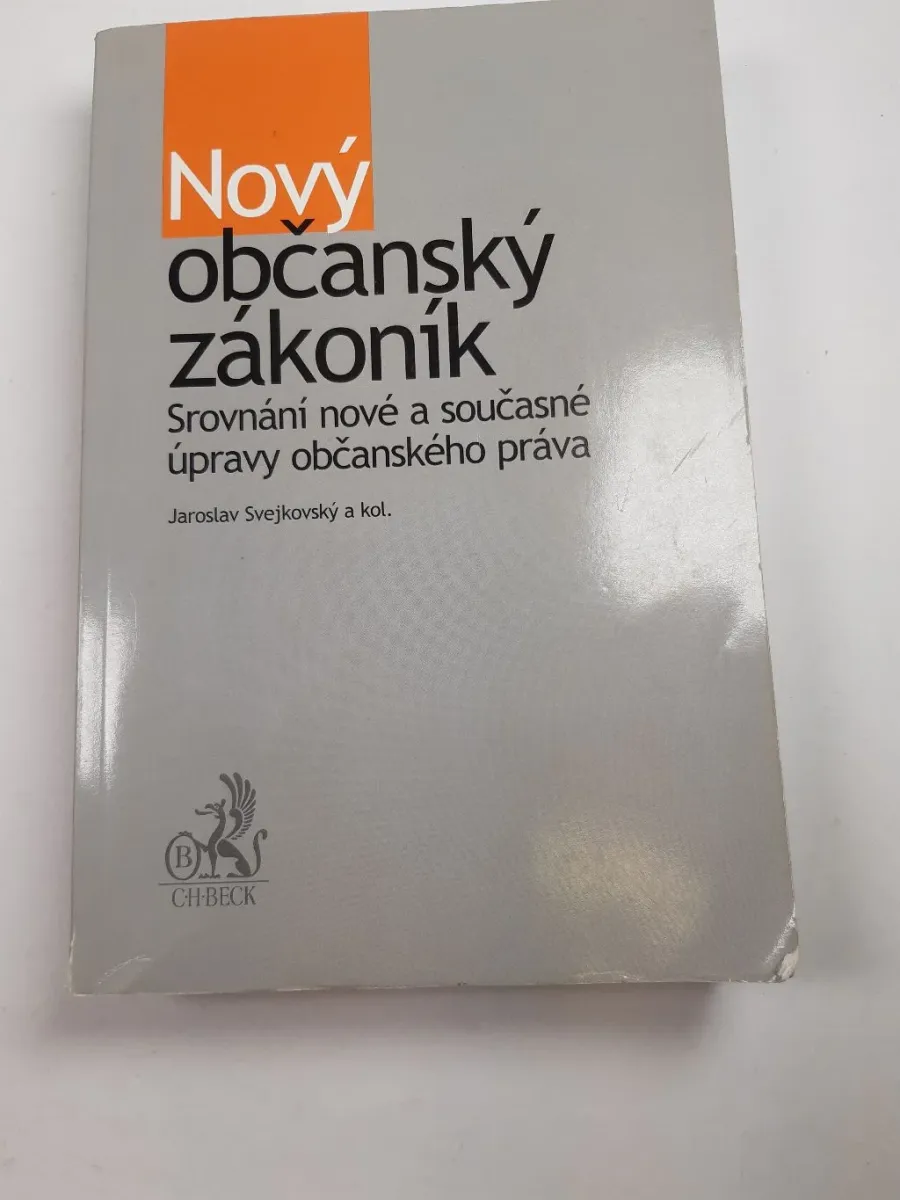 Nový
občanský
zákoník
Srovnání nové a současné
úpravy občanského práva
Jaroslav Svejkovský a kol.
B
C·H·BECK